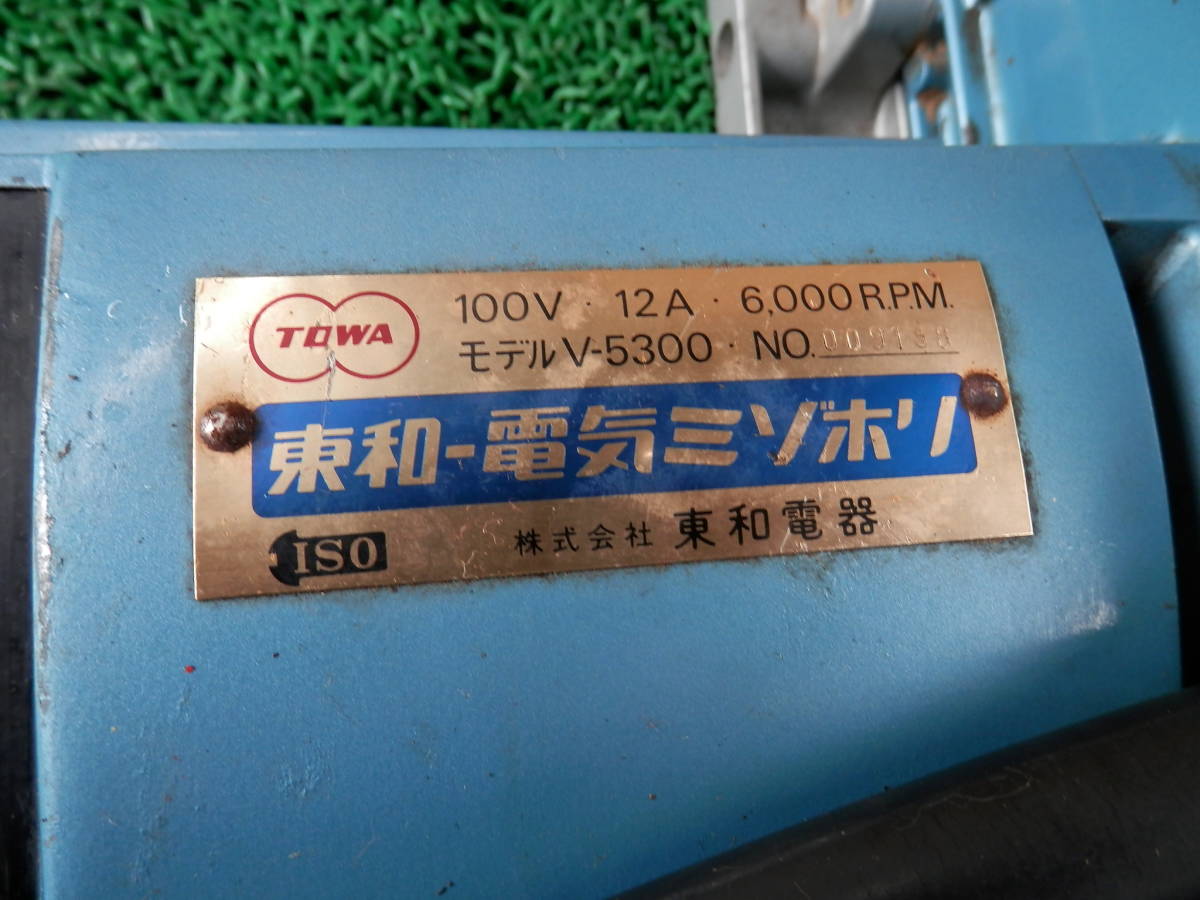 TOWA
100V · 12A · 6,000 R.P.M.
モデル V-5300 · NO.
東和-電気ミゾホリ
ISO
株式会社 東和電器